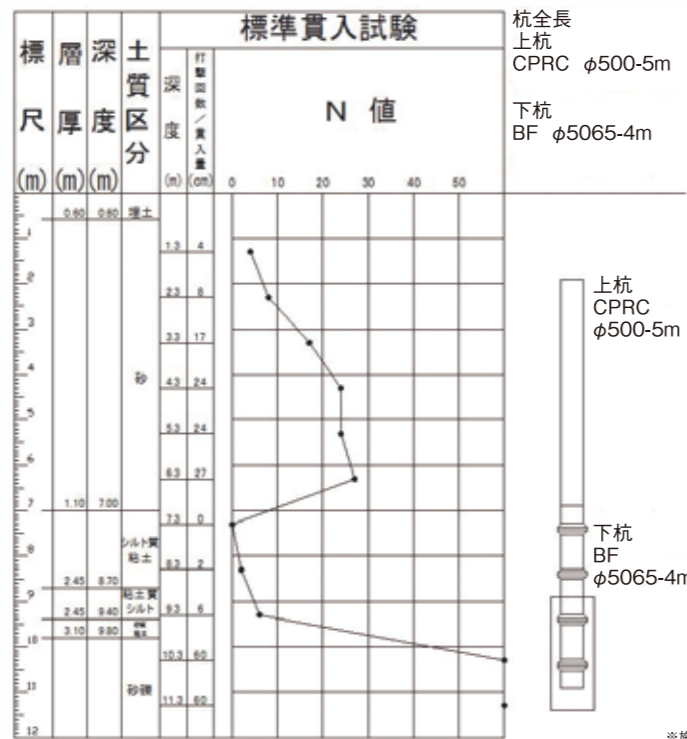 標準貫入試験
標尺(m)
層厚(m)
深度(m)
土質区分
深度(m)
打撃回数/貫入量(cm)
N 値
0 10 20 30 40 50
杭全長
上杭
CPRC φ500-5m
下杭
BF φ5065-4m
0.60 0.60 埋土
1
1.3 4
2
2.3 8
3
3.3 17
4
砂
4.3 24
5
5.3 24
6
6.3 27
7
1.10 7.00
7.3 0
シルト質
粘土
8
8.3 2
2.45 8.70
9
粘土質
シルト
9.3 6
2.45 9.40
3.10 9.80
10
10.3 60
砂礫
11
11.3 60
12
上杭
CPRC
φ500-5m
下杭
BF
φ5065-4m